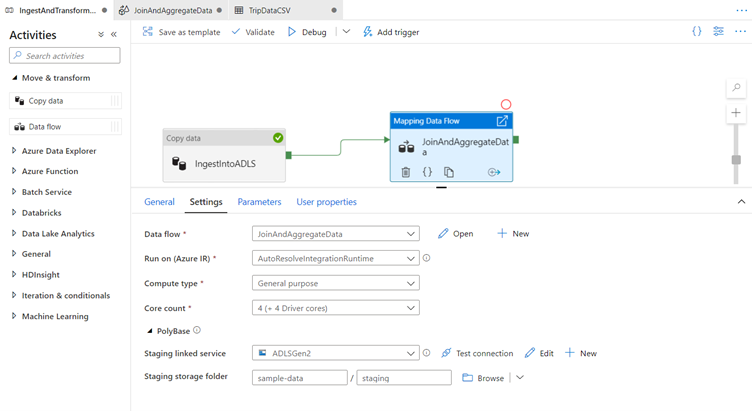 IngestAndTransform...
JoinAndAggregateData
TripDataCSV
Activities
Search activities
Move & transform
Copy data
Data flow
Azure Data Explorer
Azure Function
Batch Service
Databricks
Data Lake Analytics
General
HDInsight
Iteration & conditionals
Machine Learning
Save as template
Validate
Debug
Add trigger
Copy data
IngestIntoADLS
Mapping Data Flow
JoinAndAggregateDat
a
General Settings Parameters User properties
Data flow * JoinAndAggregateData Open New
Run on (Azure IR) * AutoResolveIntegrationRuntime
Compute type * General purpose
Core count * 4 (+ 4 Driver cores)
PolyBase
Staging linked service ADLSGen2 Test connection Edit New
Staging storage folder sample-data / staging Browse